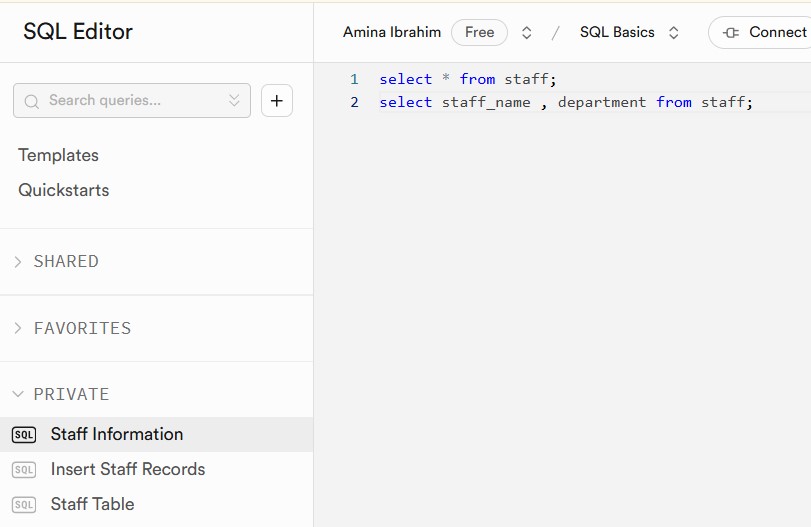 SQL Editor
Amina Ibrahim Free / SQL Basics Connect
Search queries...
Templates
Quickstarts
SHARED
FAVORITES
PRIVATE
SQL Staff Information
SQL Insert Staff Records
SQL Staff Table
1 select * from staff;
2 select staff_name , department from staff;